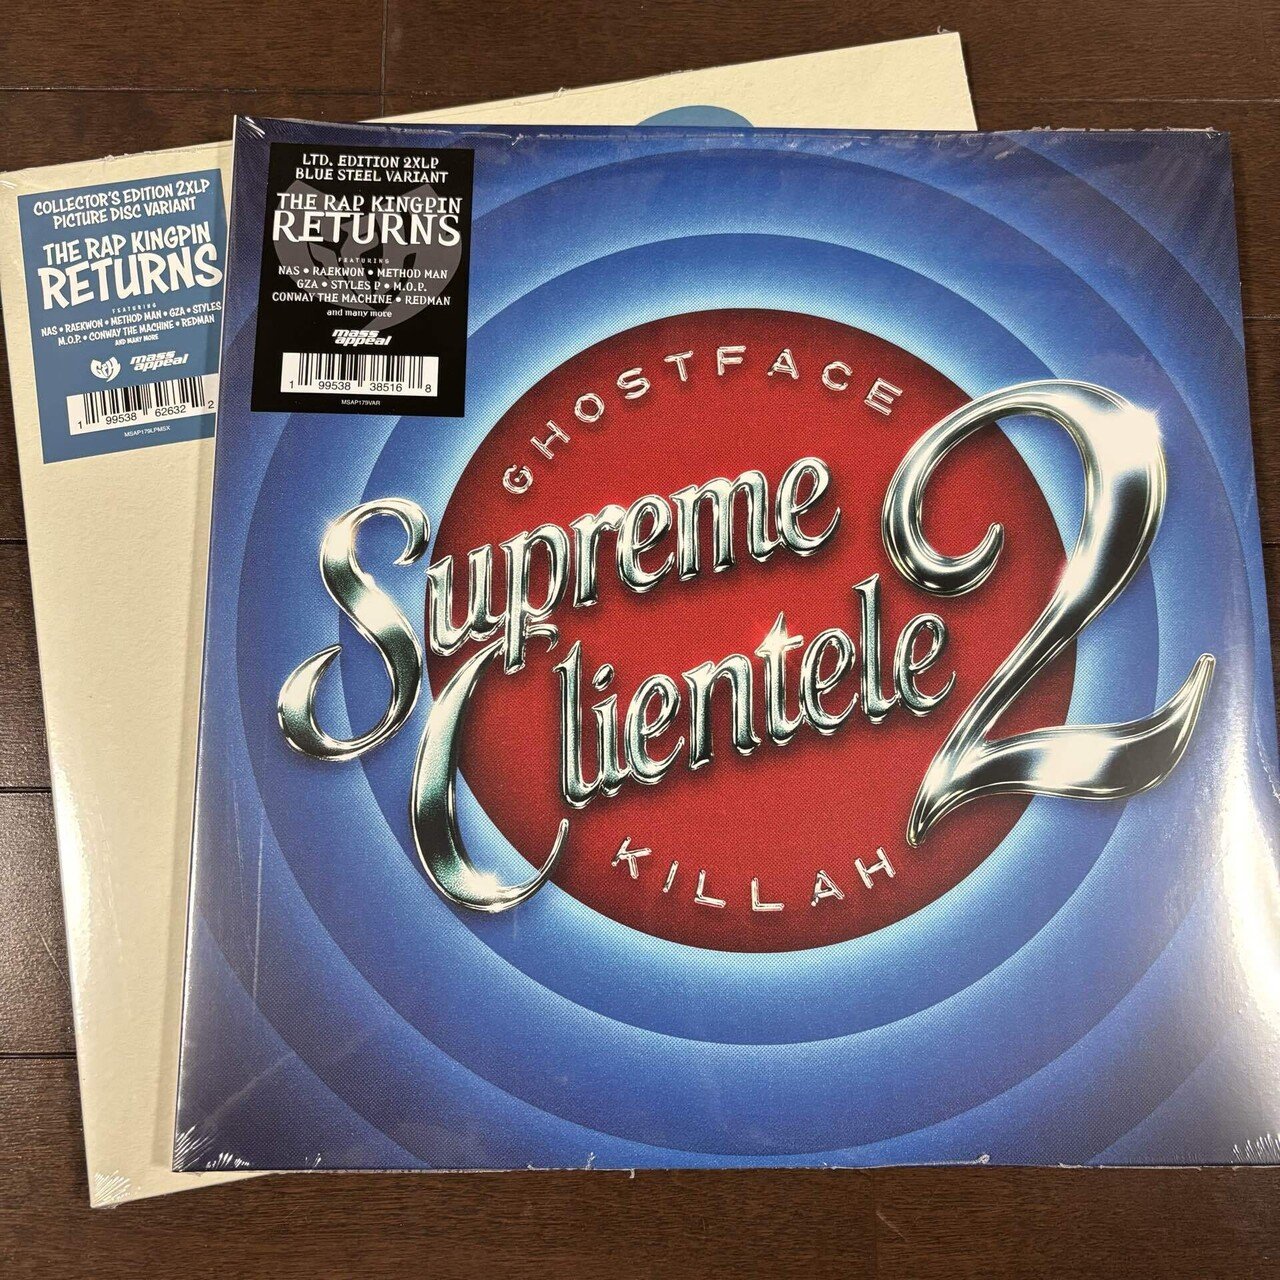 COLLECTOR'S EDITION 2XLP
PICTURE DISC VARIANT
THE RAP KINGPIN
RETURNS
FEATURING
NAS • RAEKWON • METHOD MAN • GZA • STYLES
M.O.P. • CONWAY THE MACHINE • REDMAN
AND MANY MORE
mass
appeal
1 99538 62632 2
MSAP179LPMSX
LTD. EDITION 2XLP
BLUE STEEL VARIANT
THE RAP KINGPIN
RETURNS
FEATURING
NAS • RAEKWON • METHOD MAN
GZA • STYLES P • M.O.P.
CONWAY THE MACHINE • REDMAN
and many more
mass
appeal
1 99538 38516 8
MSAP179VAR
GHOSTFACE
Supreme
Clientele 2
KILLAH